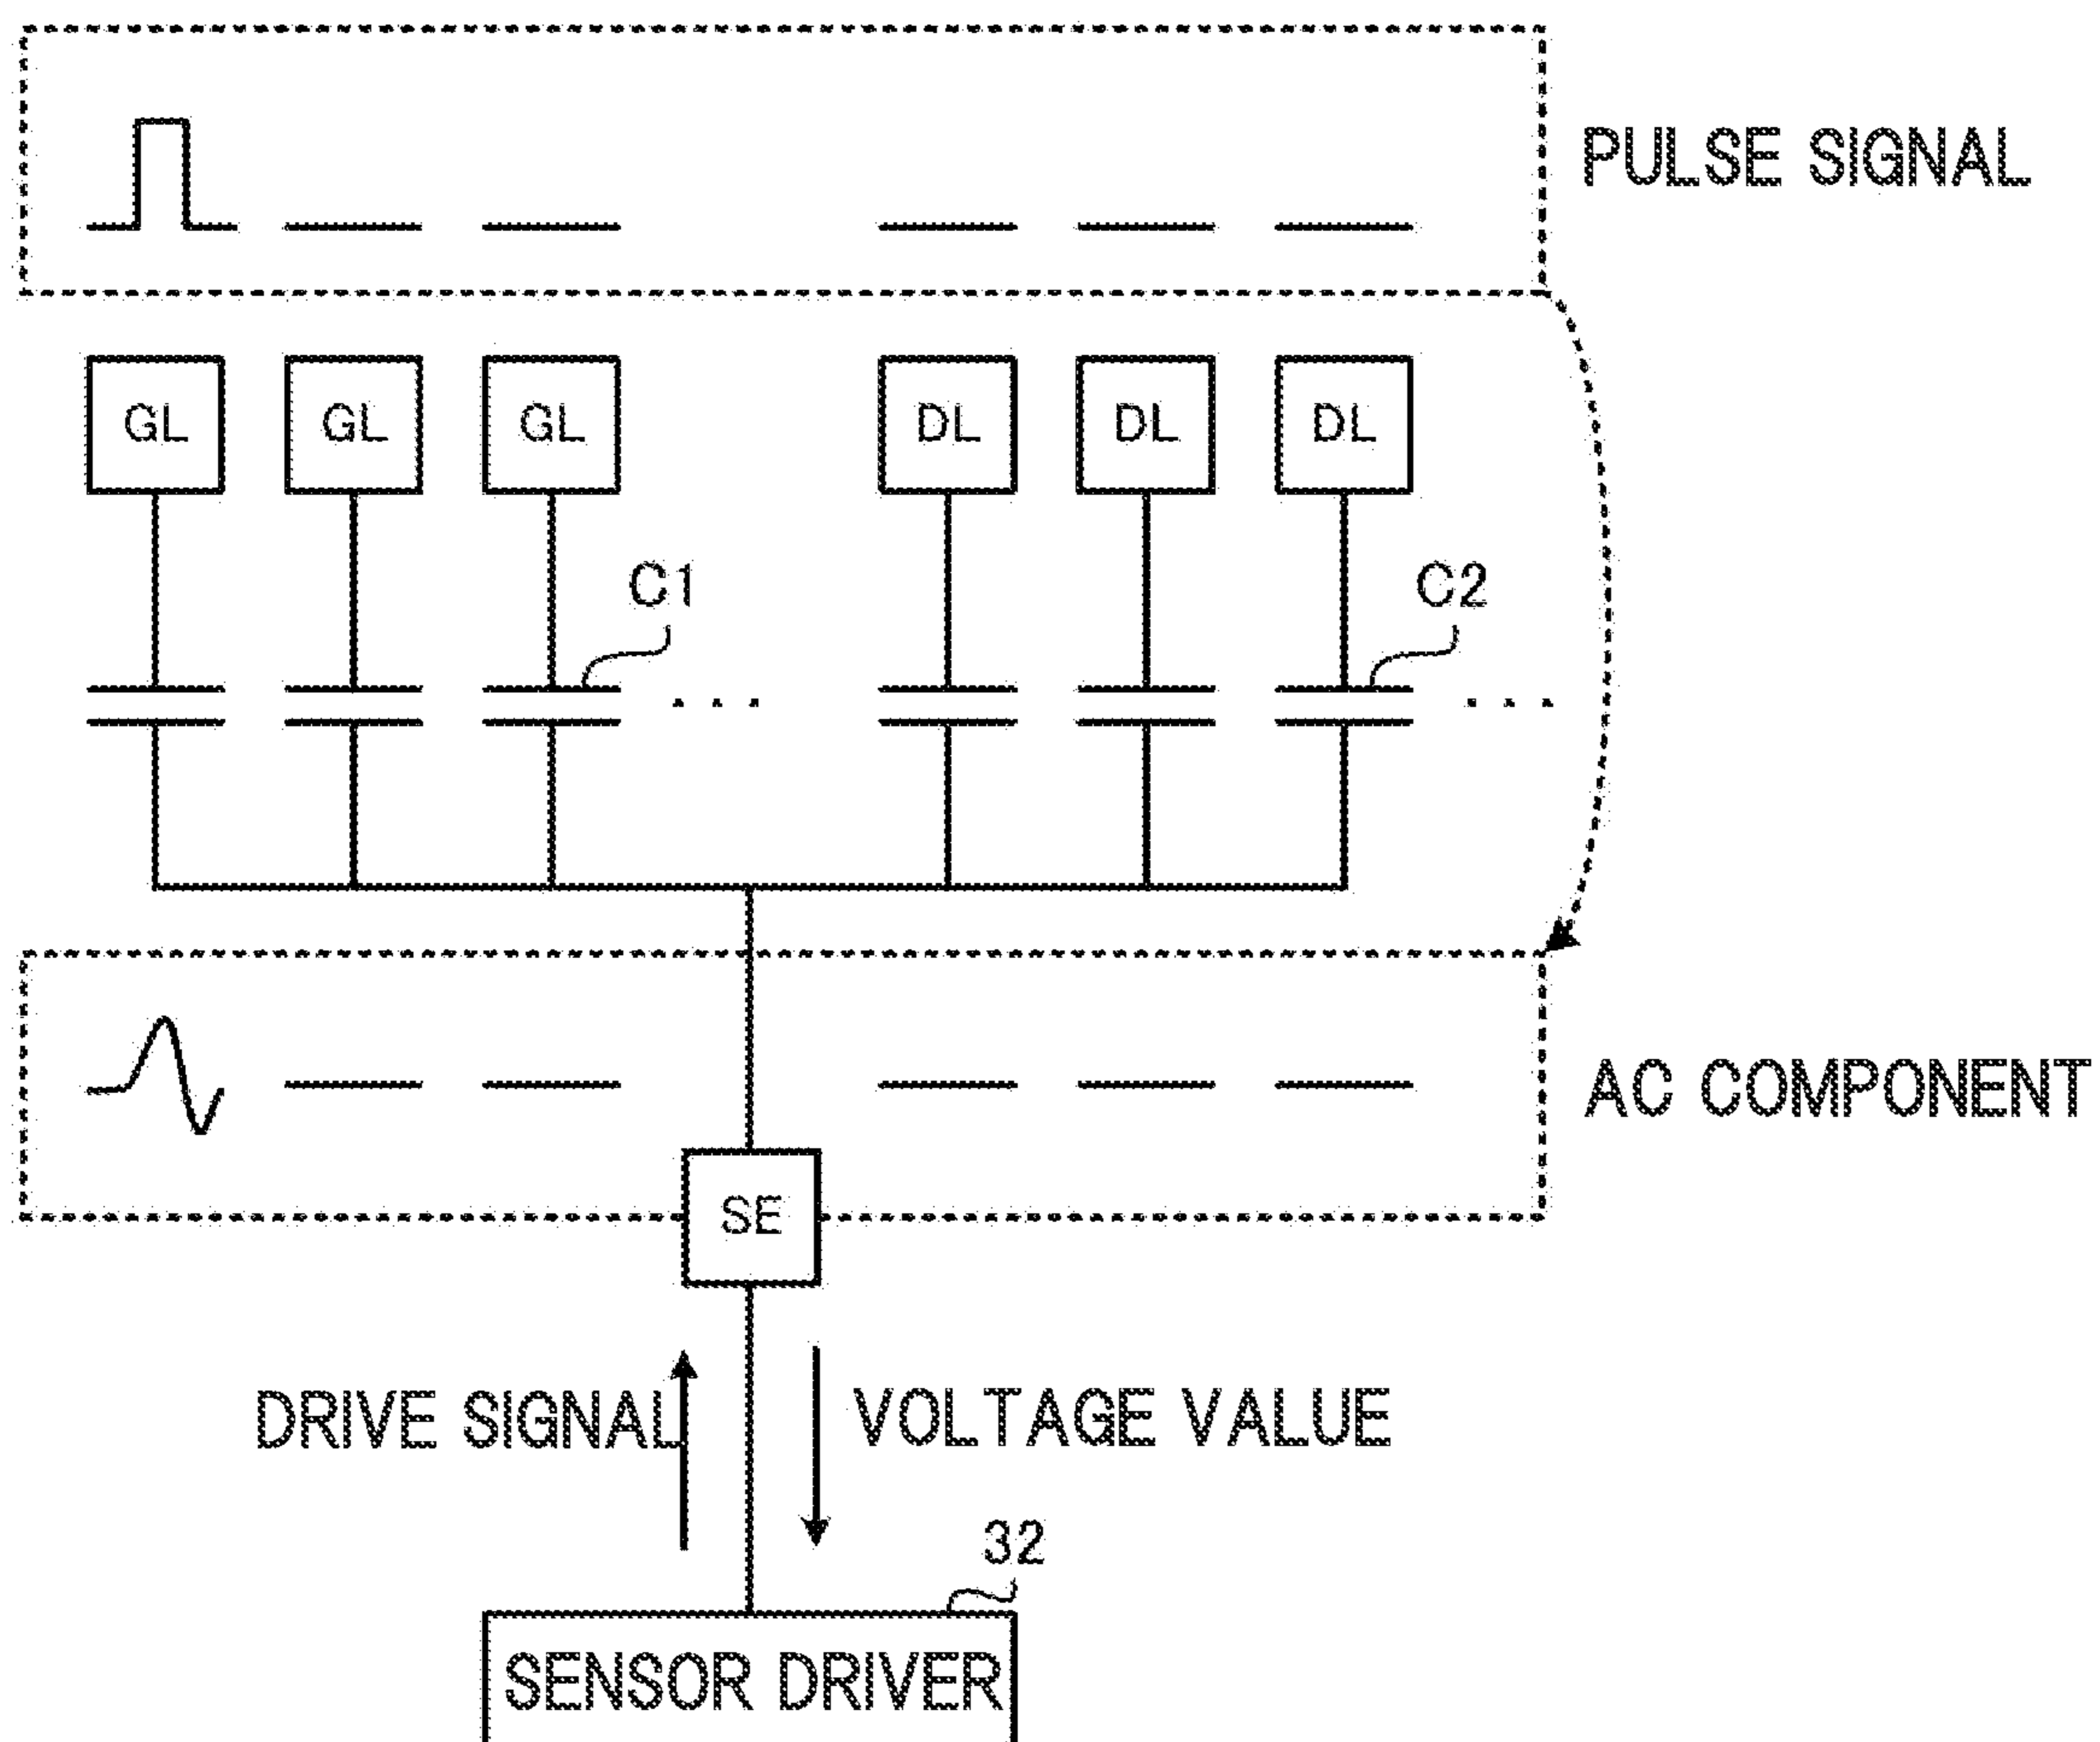 PULSE SIGNAL
GL GL GL DL DL DL
C1 C2
... ...
AC COMPONENT
SE
DRIVE SIGNAL VOLTAGE VALUE
32
SENSOR DRIVER